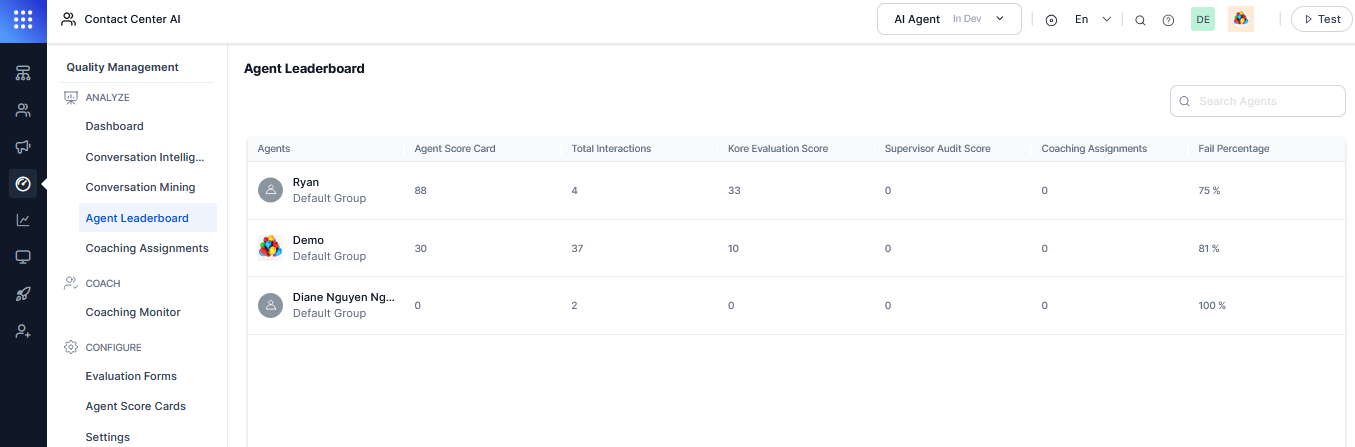 Contact Center AI
AI Agent In Dev
En
DE
Test
Quality Management
ANALYZE
Dashboard
Conversation Intellig...
Conversation Mining
Agent Leaderboard
Coaching Assignments
COACH
Coaching Monitor
CONFIGURE
Evaluation Forms
Agent Score Cards
Settings
Agent Leaderboard
Search Agents
Agents Agent Score Card Total Interactions Kore Evaluation Score Supervisor Audit Score Coaching Assignments Fail Percentage
Ryan
Default Group
88 4 33 0 0 75 %
Demo
Default Group
30 37 10 0 0 81 %
Diane Nguyen Ng...
Default Group
0 2 0 0 0 100 %